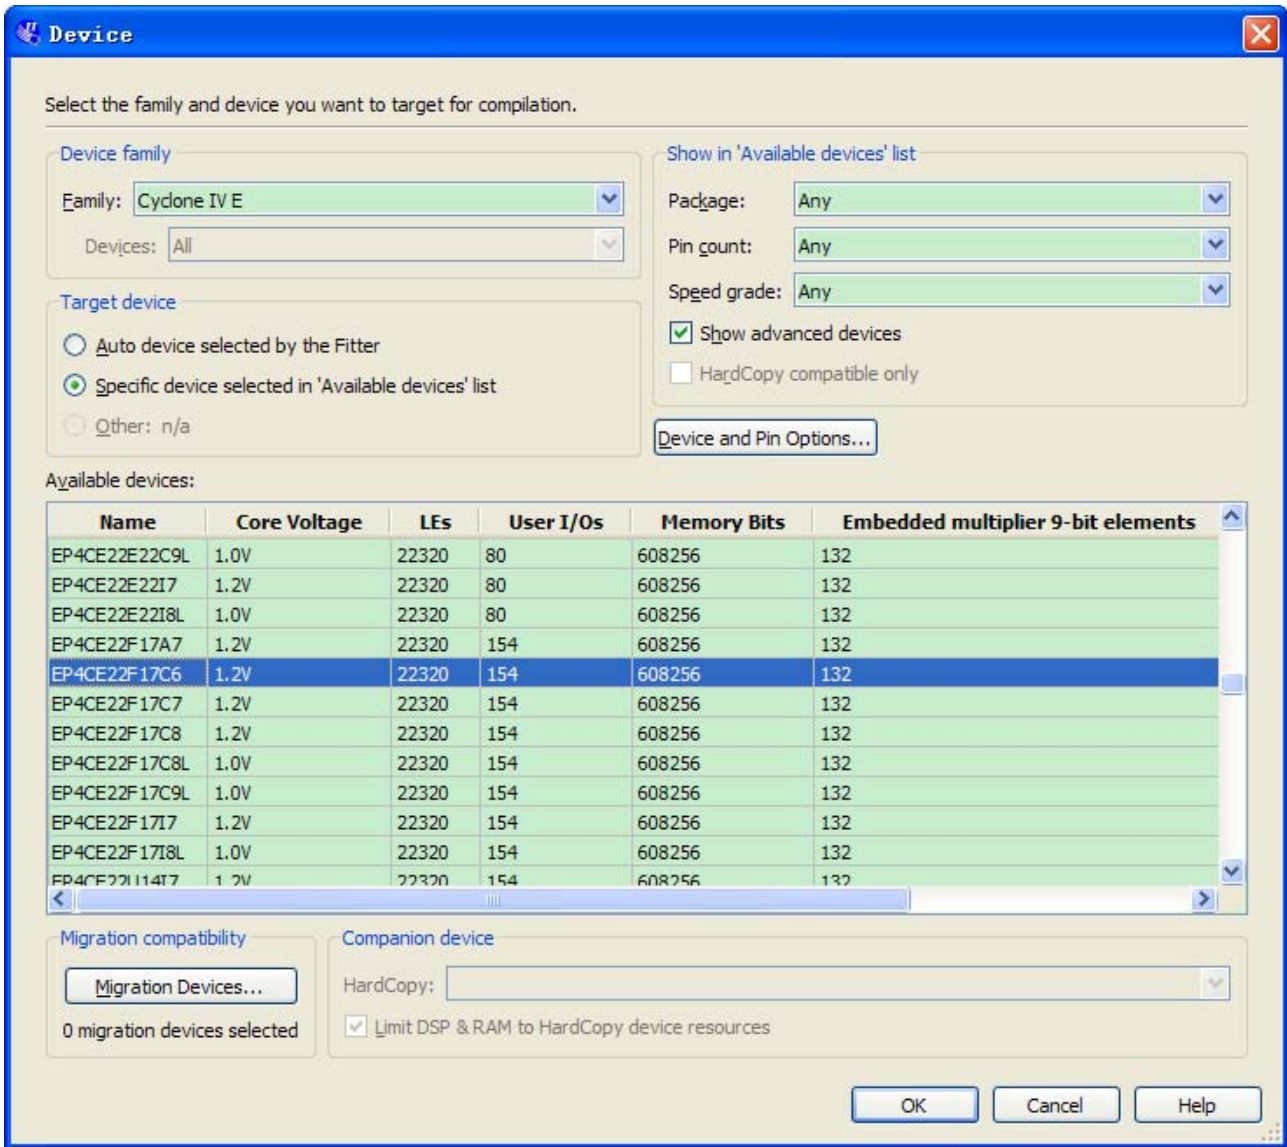 Device
Select the family and device you want to target for compilation.
Device family
Family: Cyclone IV E
Devices: All
Show in 'Available devices' list
Package: Any
Pin count: Any
Speed grade: Any
Show advanced devices
HardCopy compatible only
Target device
Auto device selected by the Fitter
Specific device selected in 'Available devices' list
Other: n/a
Device and Pin Options...
Available devices:
Name Core Voltage LEs User I/Os Memory Bits Embedded multiplier 9-bit elements
EP4CE22E22C9L 1.0V 22320 80 608256 132
EP4CE22E22I7 1.2V 22320 80 608256 132
EP4CE22E22I8L 1.0V 22320 80 608256 132
EP4CE22F17A7 1.2V 22320 154 608256 132
EP4CE22F17C6 1.2V 22320 154 608256 132
EP4CE22F17C7 1.2V 22320 154 608256 132
EP4CE22F17C8 1.2V 22320 154 608256 132
EP4CE22F17C8L 1.0V 22320 154 608256 132
EP4CE22F17C9L 1.0V 22320 154 608256 132
EP4CE22F17I7 1.2V 22320 154 608256 132
EP4CE22F17I8L 1.0V 22320 154 608256 132
EP4CE22U14I7 1.2V 22320 154 608256 132
Migration compatibility
Migration Devices...
0 migration devices selected
Companion device
HardCopy:
Limit DSP & RAM to HardCopy device resources
OK Cancel Help